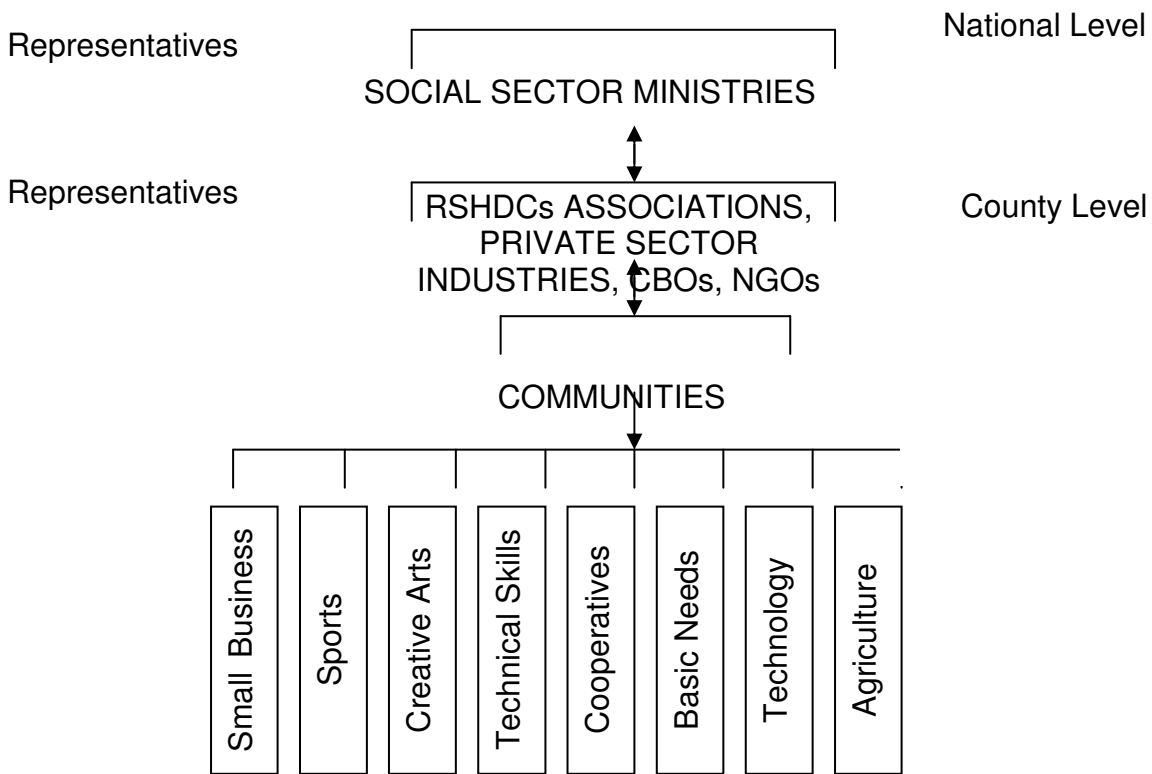 National Level
Representatives
SOCIAL SECTOR MINISTRIES
Representatives
RSHDCs ASSOCIATIONS,
County Level
PRIVATE SECTOR
INDUSTRIES, CBOs, NGOs
COMMUNITIES
Small Business
Sports
Creative Arts
Technical Skills
Cooperatives
Basic Needs
Technology
Agriculture